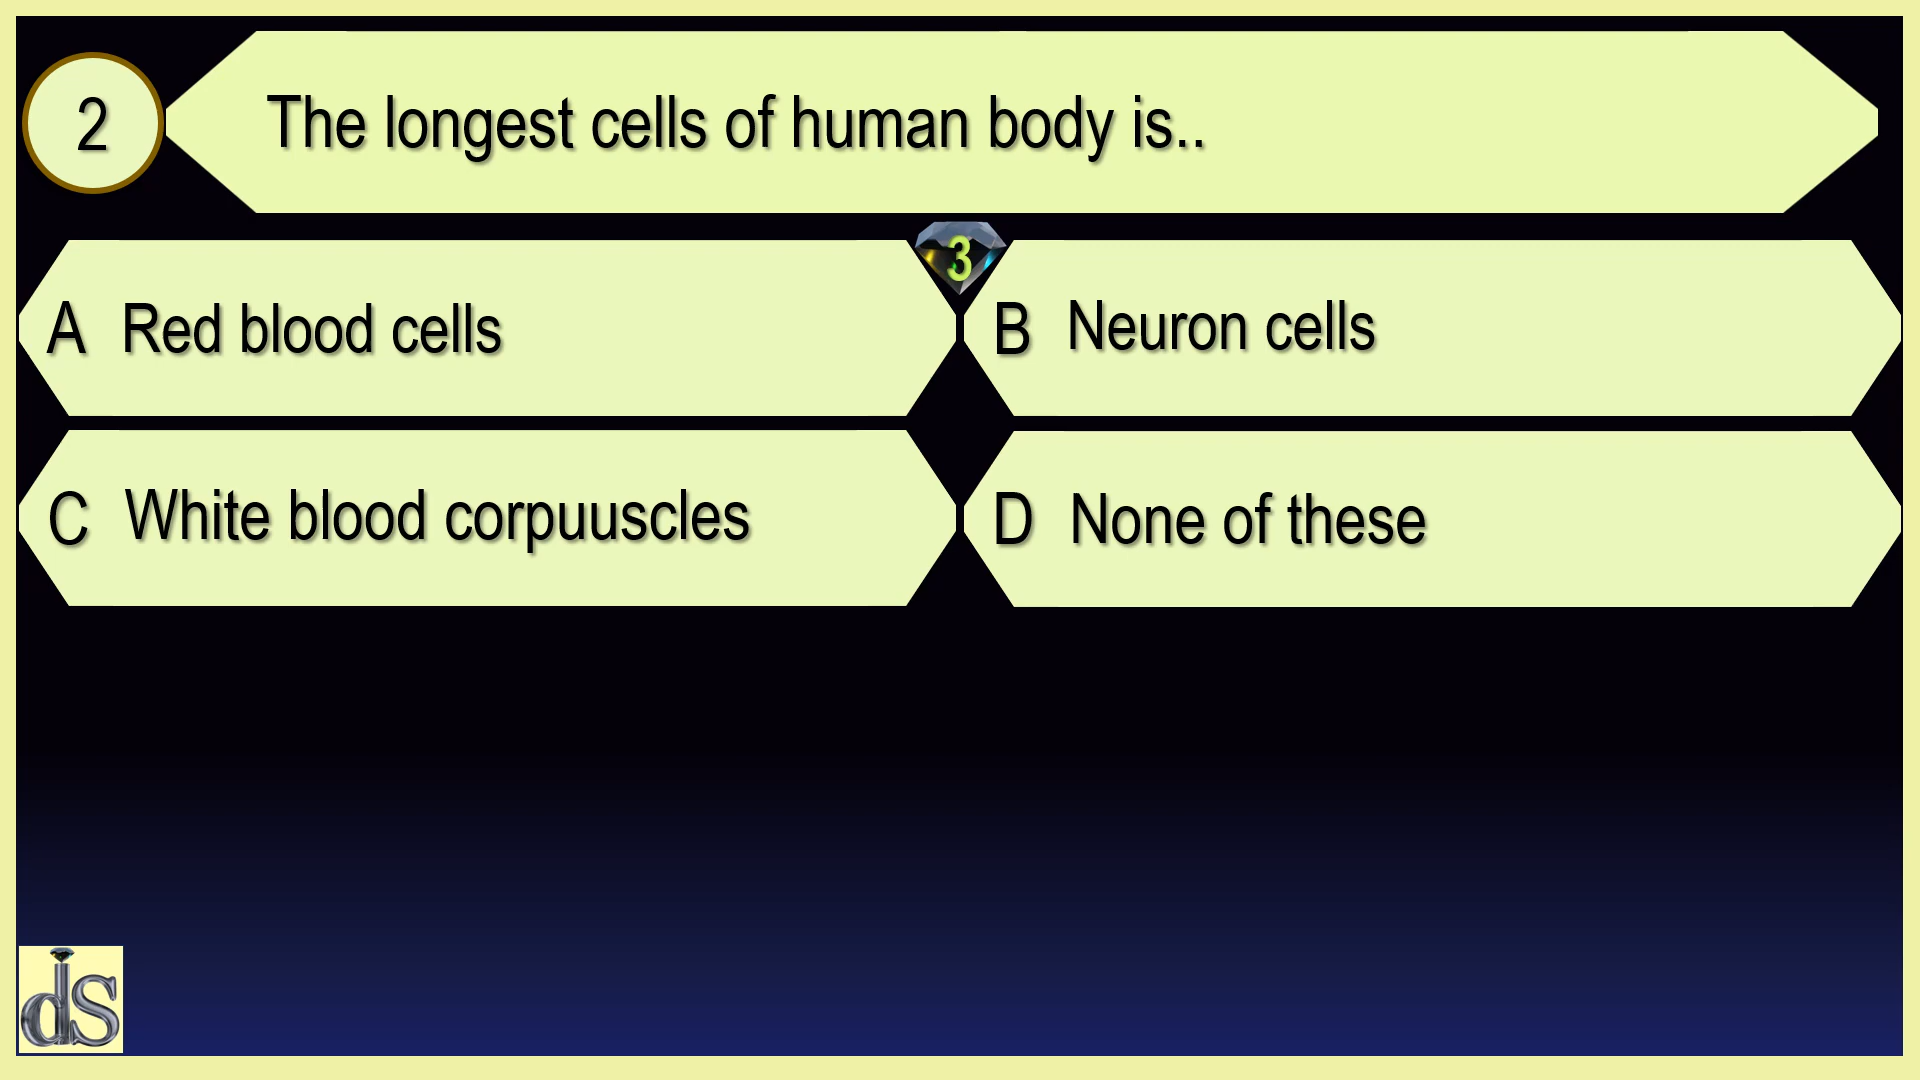 2
The longest cells of human body is..
3
A Red blood cells
B Neuron cells
C White blood corpuuscles
D None of these
ds